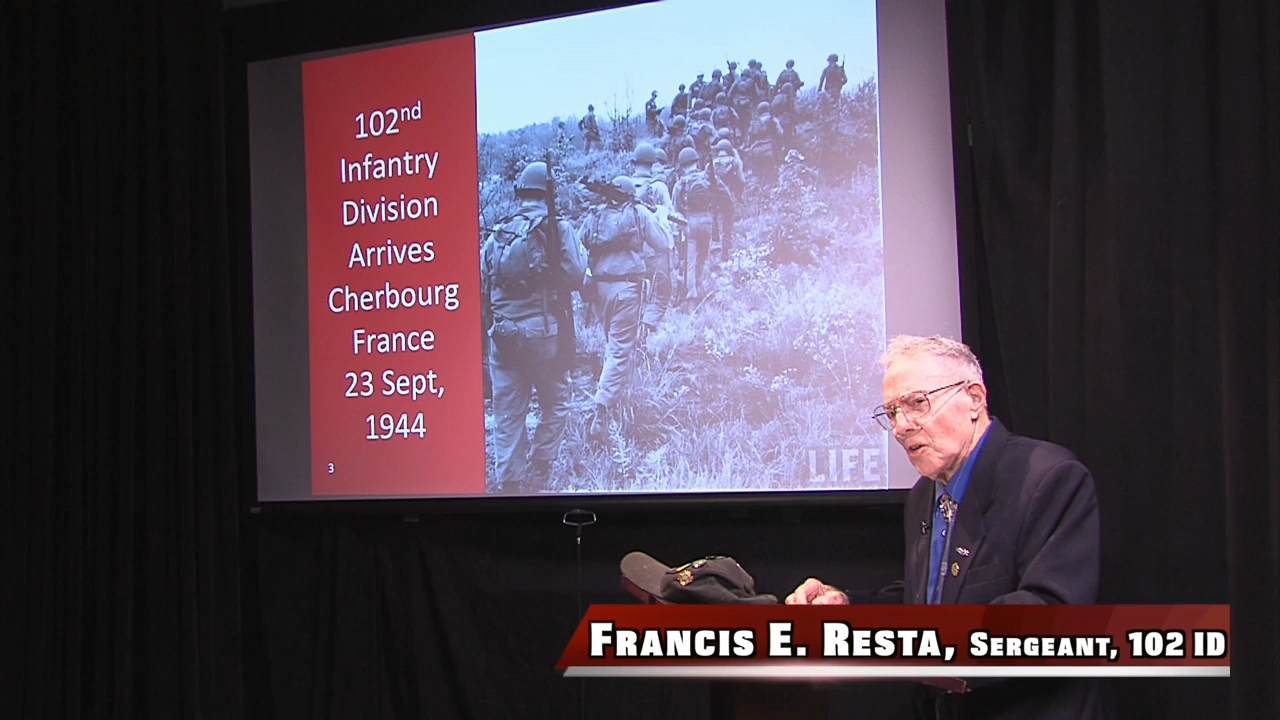 102nd
Infantry
Division
Arrives
Cherbourg
France
23 Sept,
1944
3
LIFE
FRANCIS E. RESTA, SERGEANT, 102 ID